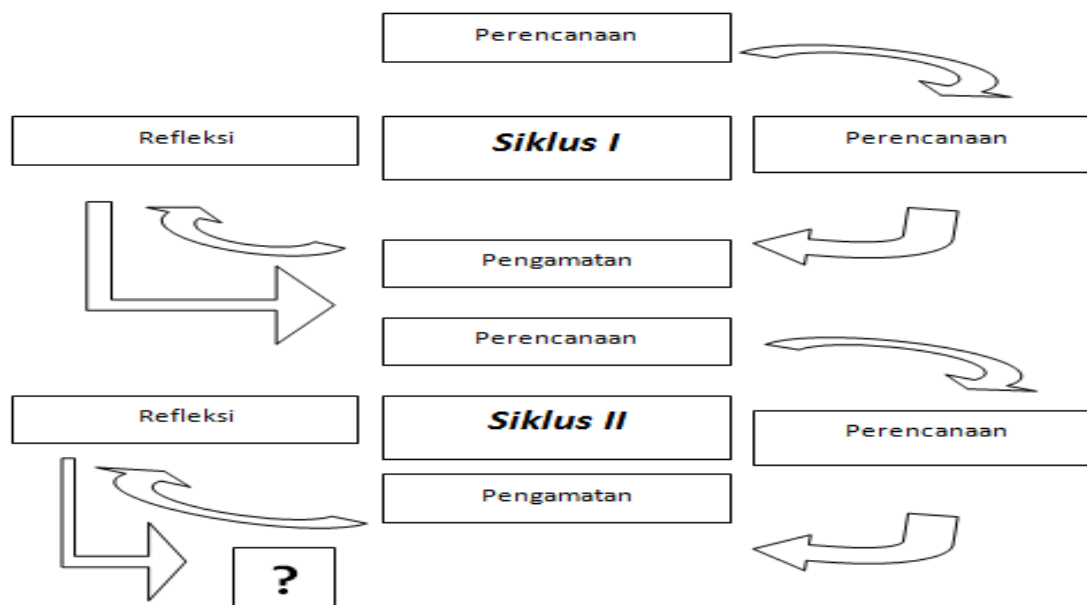 Perencanaan
Refleksi
Siklus I
Perencanaan
Pengamatan
Perencanaan
Refleksi
Siklus II
Perencanaan
Pengamatan
?